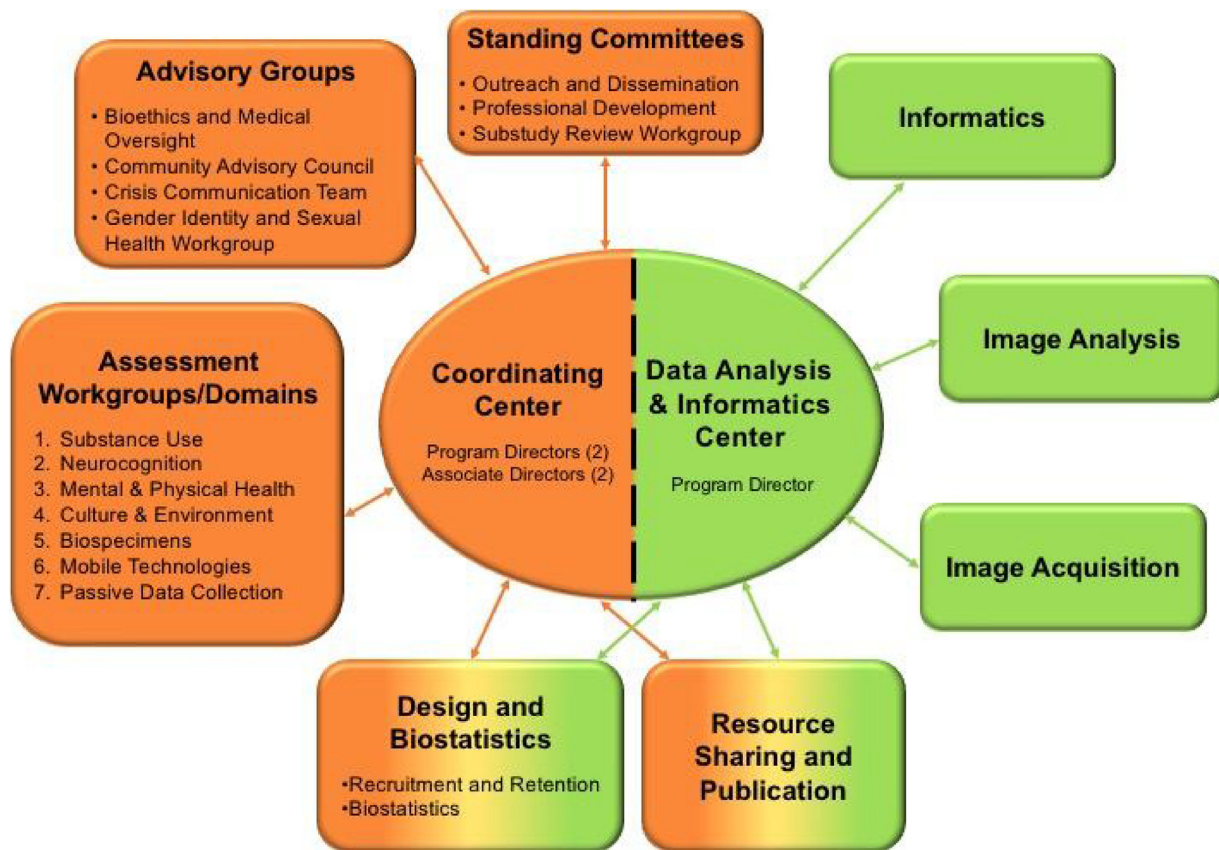 Advisory Groups
• Bioethics and Medical
Oversight
• Community Advisory Council
• Crisis Communication Team
• Gender Identity and Sexual
Health Workgroup
Standing Committees
• Outreach and Dissemination
• Professional Development
• Substudy Review Workgroup
Informatics
Image Analysis
Image Acquisition
Assessment
Workgroups/Domains
1. Substance Use
2. Neurocognition
3. Mental & Physical Health
4. Culture & Environment
5. Biospecimens
6. Mobile Technologies
7. Passive Data Collection
Coordinating
Center
Program Directors (2)
Associate Directors (2)
Data Analysis
& Informatics
Center
Program Director
Design and
Biostatistics
•Recruitment and Retention
•Biostatistics
Resource
Sharing and
Publication